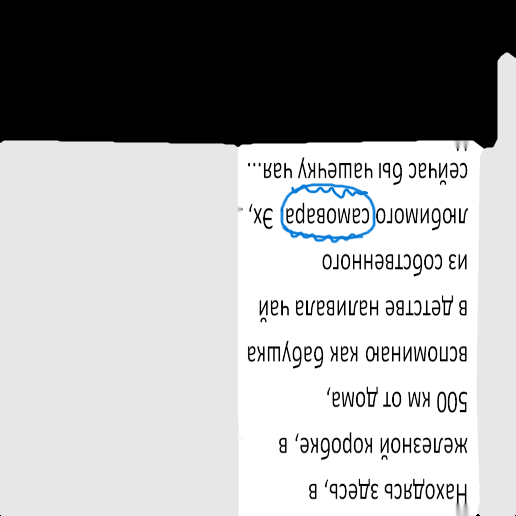 Находясь здесь, в
железной коробке, в
500 км от дома,
вспоминаю как бабушка
в детстве наливала чай
из собственного
любимого самовара Эх,
сейчас бы чашечку чая...